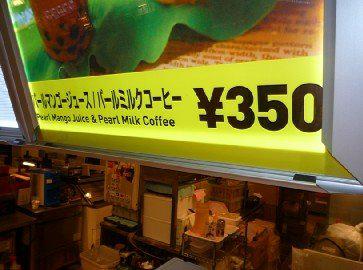 パールマンゴージュース/パールミルクコーヒー
Pearl Mango Juice & Pearl Milk Coffee
¥350